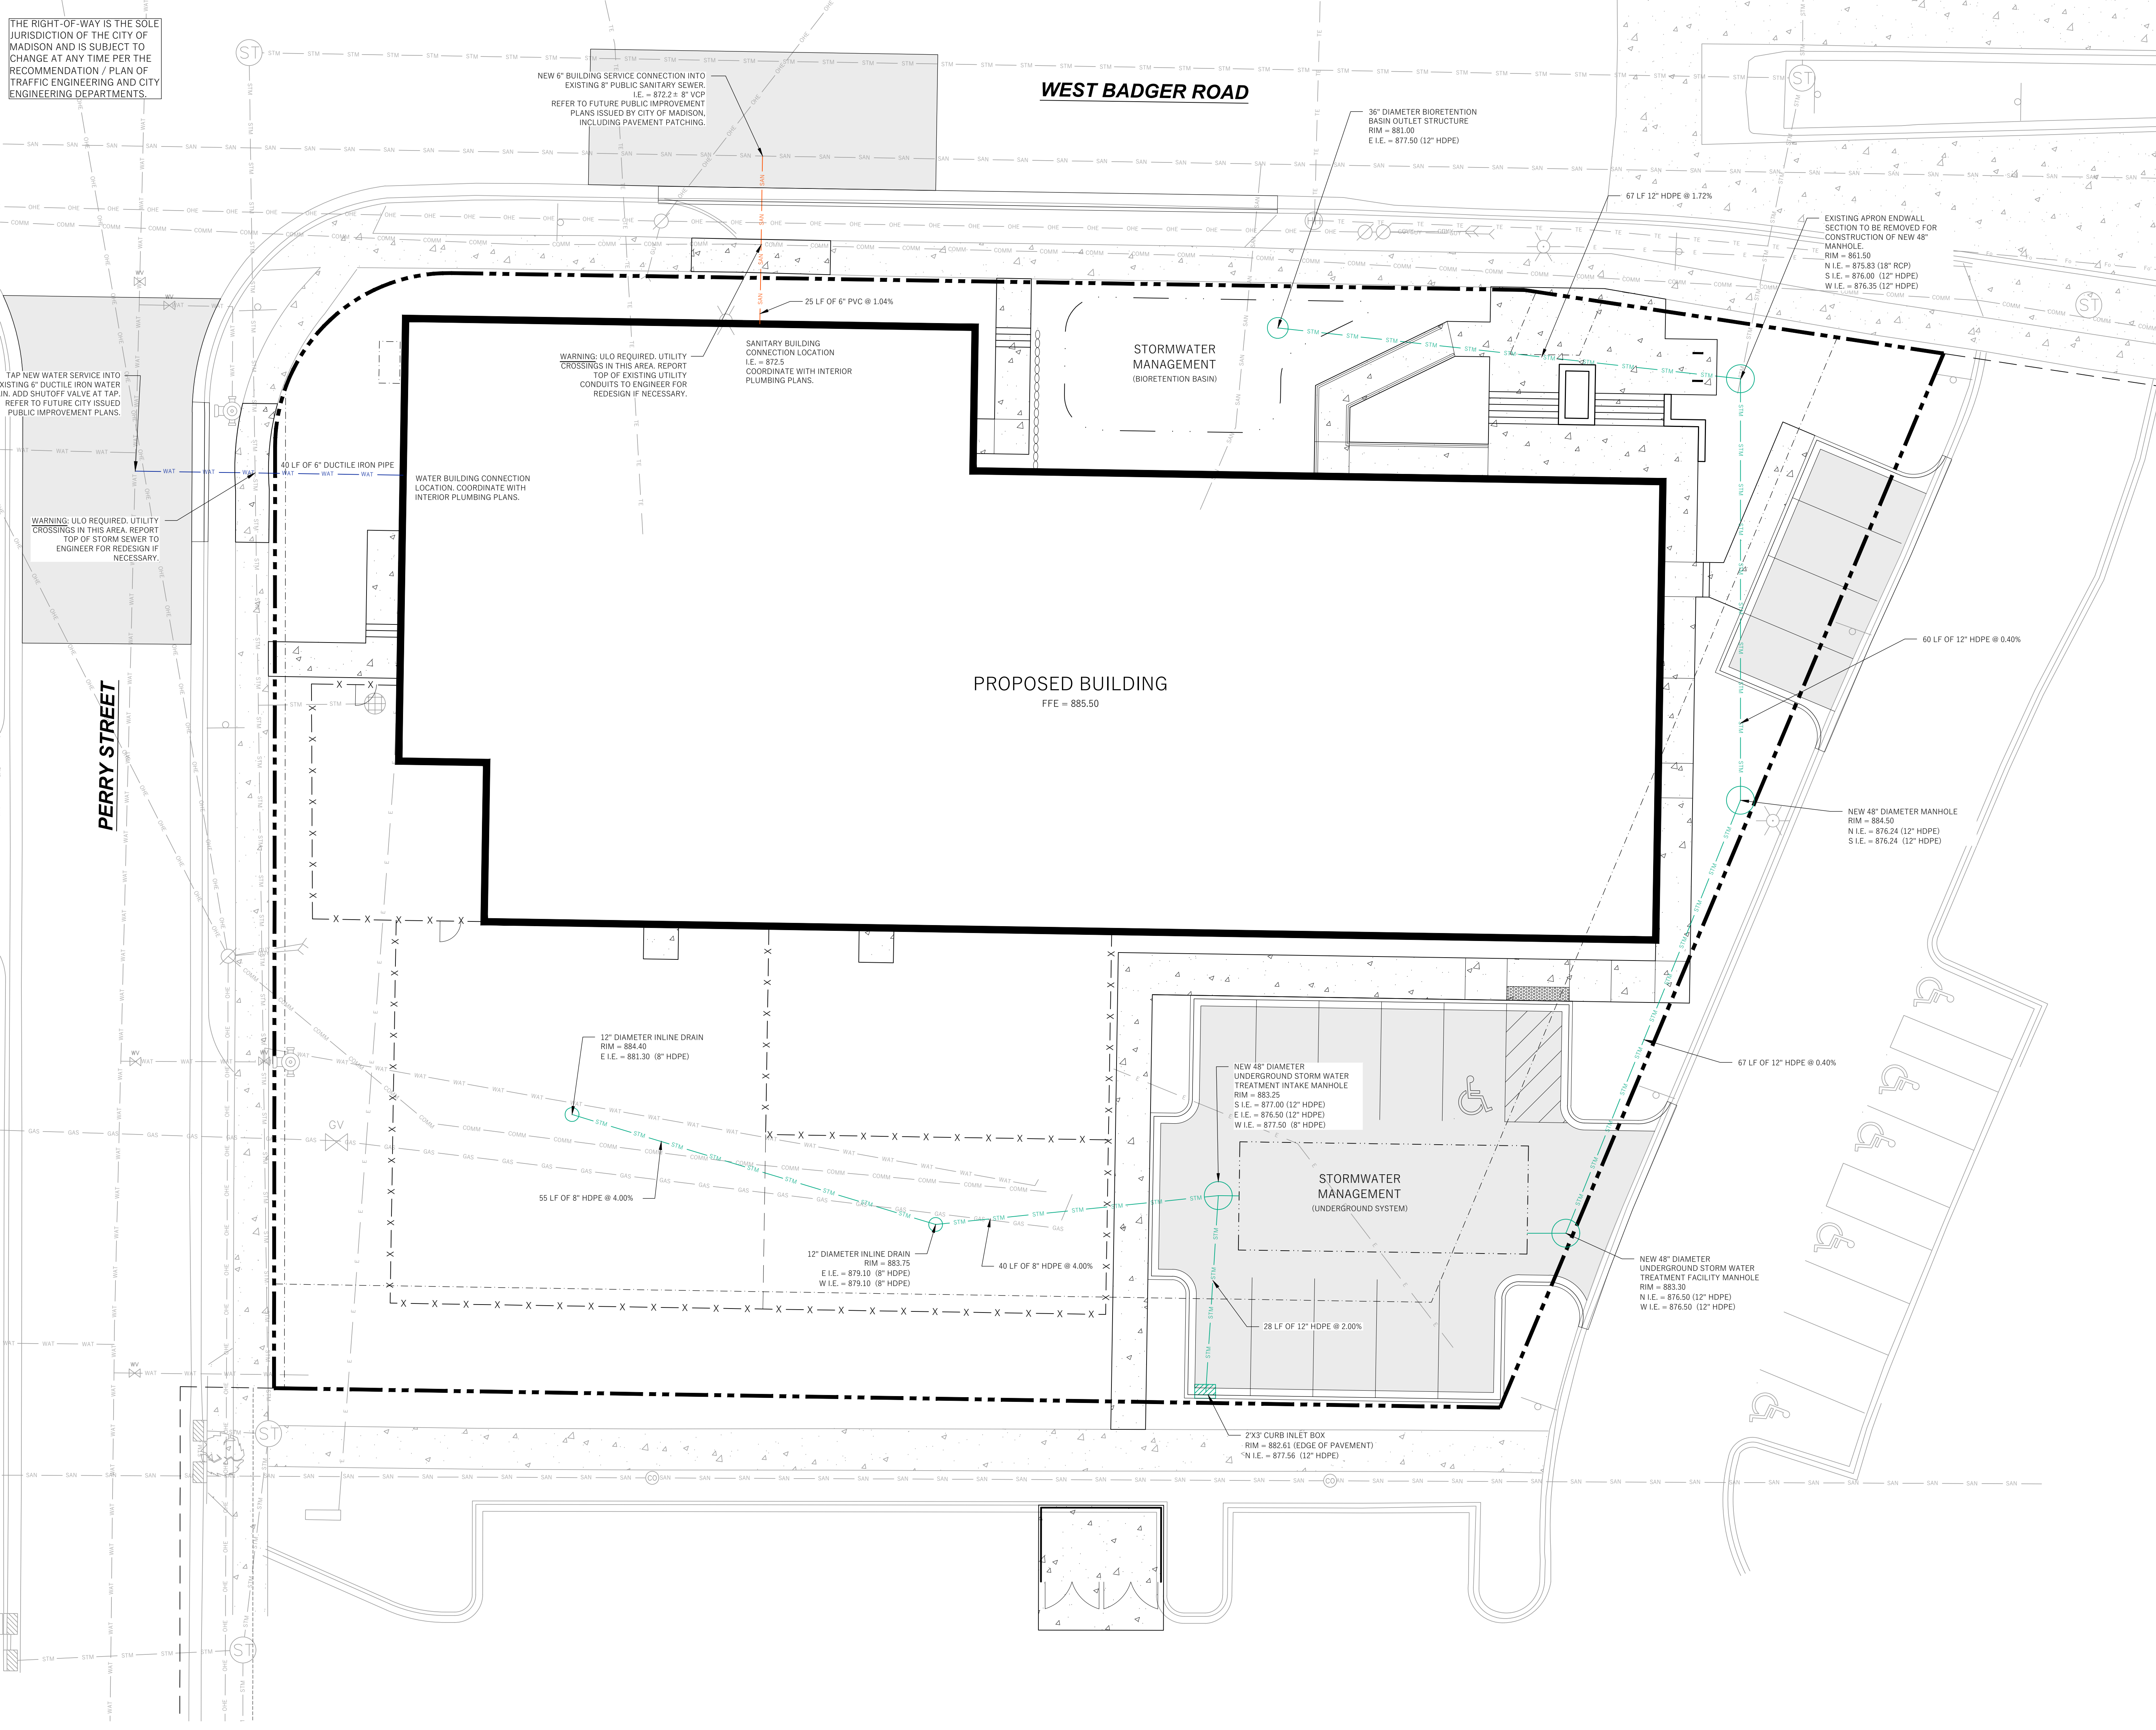 THE RIGHT-OF-WAY IS THE SOLE
JURISDICTION OF THE CITY OF
MADISON AND IS SUBJECT TO
CHANGE AT ANY TIME PER THE
RECOMMENDATION / PLAN OF
TRAFFIC ENGINEERING AND CITY
ENGINEERING DEPARTMENTS.
NEW 6" BUILDING SERVICE CONNECTION INTO
EXISTING 8" PUBLIC SANITARY SEWER.
I.E. = 872.2 ± 8" VCP
REFER TO FUTURE PUBLIC IMPROVEMENT
PLANS ISSUED BY CITY OF MADISON,
INCLUDING PAVEMENT PATCHING.
WEST BADGER ROAD
36" DIAMETER BIORETENTION
BASIN OUTLET STRUCTURE
RIM = 881.00
E I.E. = 877.50 (12" HDPE)
67 LF 12" HDPE @ 1.72%
EXISTING APRON ENDWALL
SECTION TO BE REMOVED FOR
CONSTRUCTION OF NEW 48"
MANHOLE.
RIM = 861.50
N I.E. = 875.83 (18" RCP)
S I.E. = 876.00 (12" HDPE)
W I.E. = 876.35 (12" HDPE)
25 LF OF 6" PVC @ 1.04%
WARNING: ULO REQUIRED. UTILITY
CROSSINGS IN THIS AREA. REPORT
TOP OF EXISTING UTILITY
CONDUITS TO ENGINEER FOR
REDESIGN IF NECESSARY.
SANITARY BUILDING
CONNECTION LOCATION
I.E. = 872.5
COORDINATE WITH INTERIOR
PLUMBING PLANS.
STORMWATER
MANAGEMENT
(BIORETENTION BASIN)
TAP NEW WATER SERVICE INTO
EXISTING 6" DUCTILE IRON WATER
IN. ADD SHUTOFF VALVE AT TAP.
REFER TO FUTURE CITY ISSUED
PUBLIC IMPROVEMENT PLANS.
40 LF OF 6" DUCTILE IRON PIPE
WATER BUILDING CONNECTION
LOCATION. COORDINATE WITH
INTERIOR PLUMBING PLANS.
WARNING: ULO REQUIRED. UTILITY
CROSSINGS IN THIS AREA. REPORT
TOP OF STORM SEWER TO
ENGINEER FOR REDESIGN IF
NECESSARY.
PERRY STREET
PROPOSED BUILDING
FFE = 885.50
60 LF OF 12" HDPE @ 0.40%
NEW 48" DIAMETER MANHOLE
RIM = 884.50
N I.E. = 876.24 (12" HDPE)
S I.E. = 876.24 (12" HDPE)
12" DIAMETER INLINE DRAIN
RIM = 884.40
E I.E. = 881.30 (8" HDPE)
NEW 48" DIAMETER
UNDERGROUND STORM WATER
TREATMENT INTAKE MANHOLE
RIM = 883.25
S I.E. = 877.00 (12" HDPE)
E I.E. = 876.50 (12" HDPE)
W I.E. = 877.50 (8" HDPE)
67 LF OF 12" HDPE @ 0.40%
GV
55 LF OF 8" HDPE @ 4.00%
STORMWATER
MANAGEMENT
(UNDERGROUND SYSTEM)
12" DIAMETER INLINE DRAIN
RIM = 883.75
E I.E. = 879.10 (8" HDPE)
W I.E. = 879.10 (8" HDPE)
40 LF OF 8" HDPE @ 4.00%
NEW 48" DIAMETER
UNDERGROUND STORM WATER
TREATMENT FACILITY MANHOLE
RIM = 883.30
N I.E. = 876.50 (12" HDPE)
W I.E. = 876.50 (12" HDPE)
28 LF OF 12" HDPE @ 2.00%
2'X3' CURB INLET BOX
RIM = 882.61 (EDGE OF PAVEMENT)
N I.E. = 877.56 (12" HDPE)